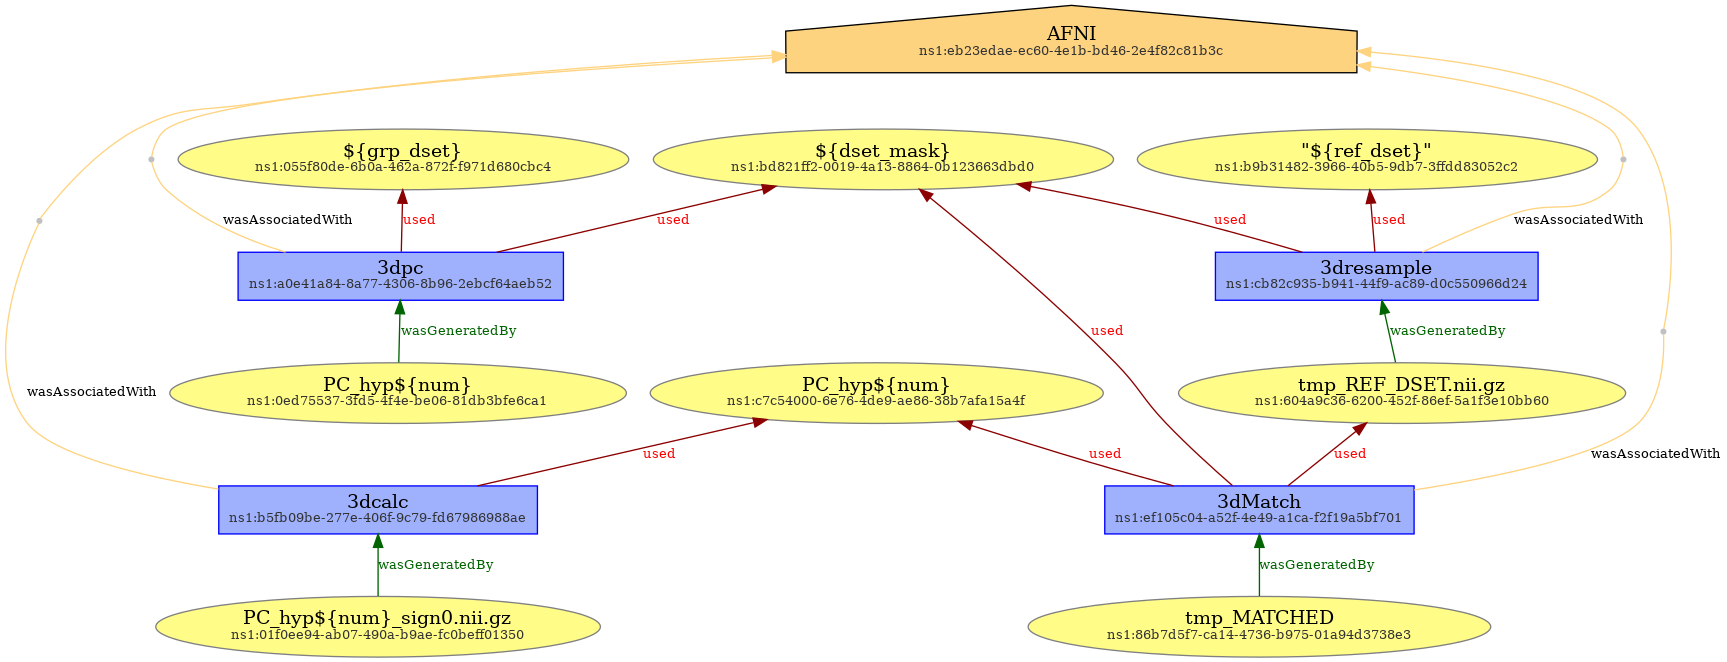 AFNI
ns1:eb23edae-ec60-4e1b-bd46-2e4f82c81b3c
${grp_dset}
ns1:055f80de-6b0a-462a-872f-f971d680cbc4
${dset_mask}
ns1:bd821ff2-0019-4a13-8864-0b123663dbd0
"${ref_dset}"
ns1:b9b31482-3966-40b5-9db7-3ffdd83052c2
wasAssociatedWith
used
used
used
used
wasAssociatedWith
3dpc
ns1:a0e41a84-8a77-4306-8b96-2ebcf64aeb52
3dresample
ns1:cb82c935-b941-44f9-ac89-d0c550966d24
wasGeneratedBy
used
wasGeneratedBy
wasAssociatedWith
PC_hyp${num}
ns1:0ed75537-3fd5-4f4e-be06-81db3bfe6ca1
PC_hyp${num}
ns1:c7c54000-6e76-4de9-ae86-38b7afa15a4f
tmp_REF_DSET.nii.gz
ns1:604a9c36-6200-452f-86ef-5a1f3e10bb60
used
used
used
wasAssociatedWith
3dcalc
ns1:b5fb09be-277e-406f-9c79-fd67986988ae
3dMatch
ns1:ef105c04-a52f-4e49-a1ca-f2f19a5bf701
wasGeneratedBy
wasGeneratedBy
PC_hyp${num}_sign0.nii.gz
ns1:01f0ee94-ab07-490a-b9ae-fc0beff01350
tmp_MATCHED
ns1:86b7d5f7-ca14-4736-b975-01a94d3738e3